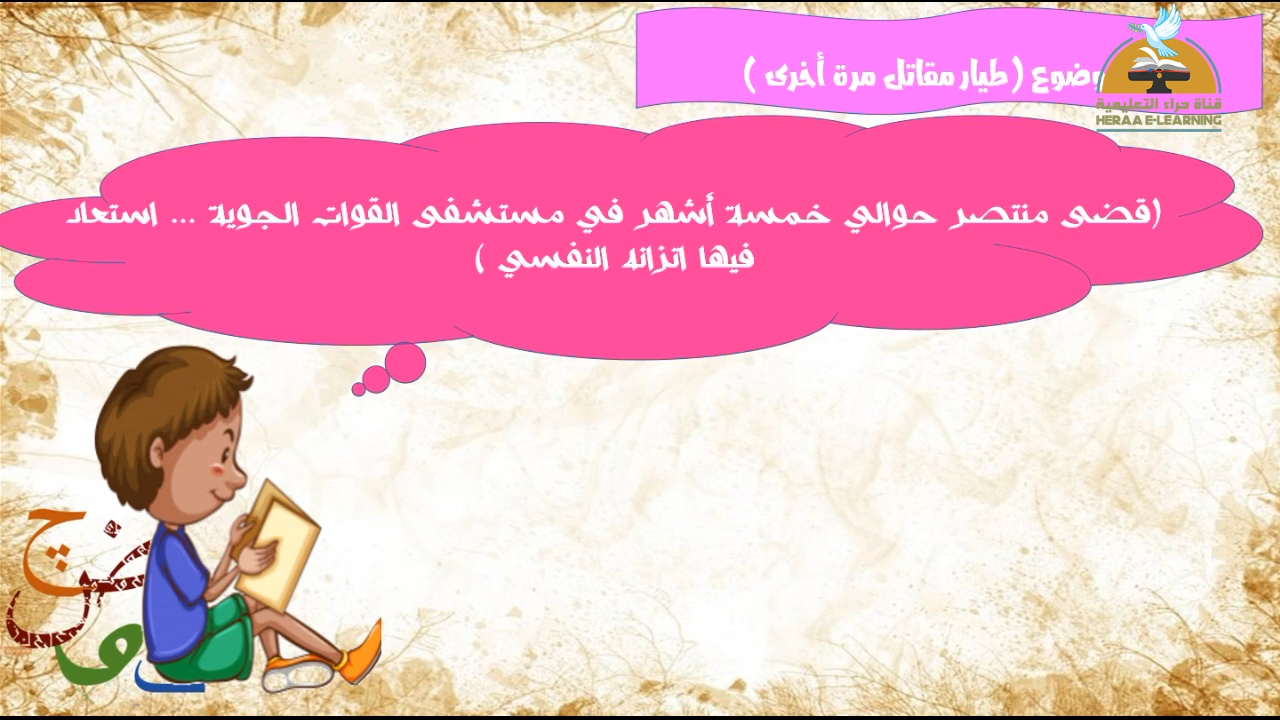 وضوع ( طيار مقاتل مرة أخرى )
قناة حراء التعليمية
HERAA E-LEARNING
(قضى منتصر حوالي خمسة أشهر في مستشفى القوات الجوية ... استعاد
فيها اتزانه النفسي )